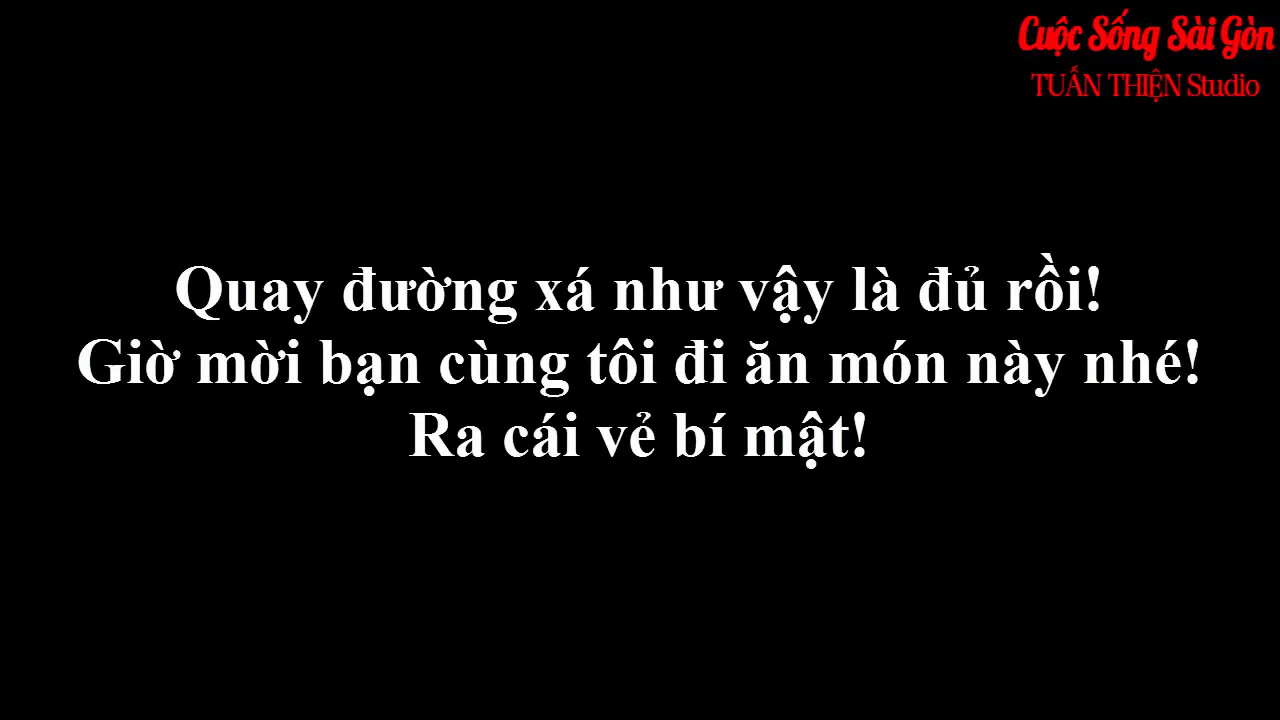 Cuộc Sống Sài Gòn
TUẤN THIỆN Studio
Quay đường xá như vậy là đủ rồi!
Giờ mời bạn cùng tôi đi ăn món này nhé!
Ra cái vẻ bí mật!